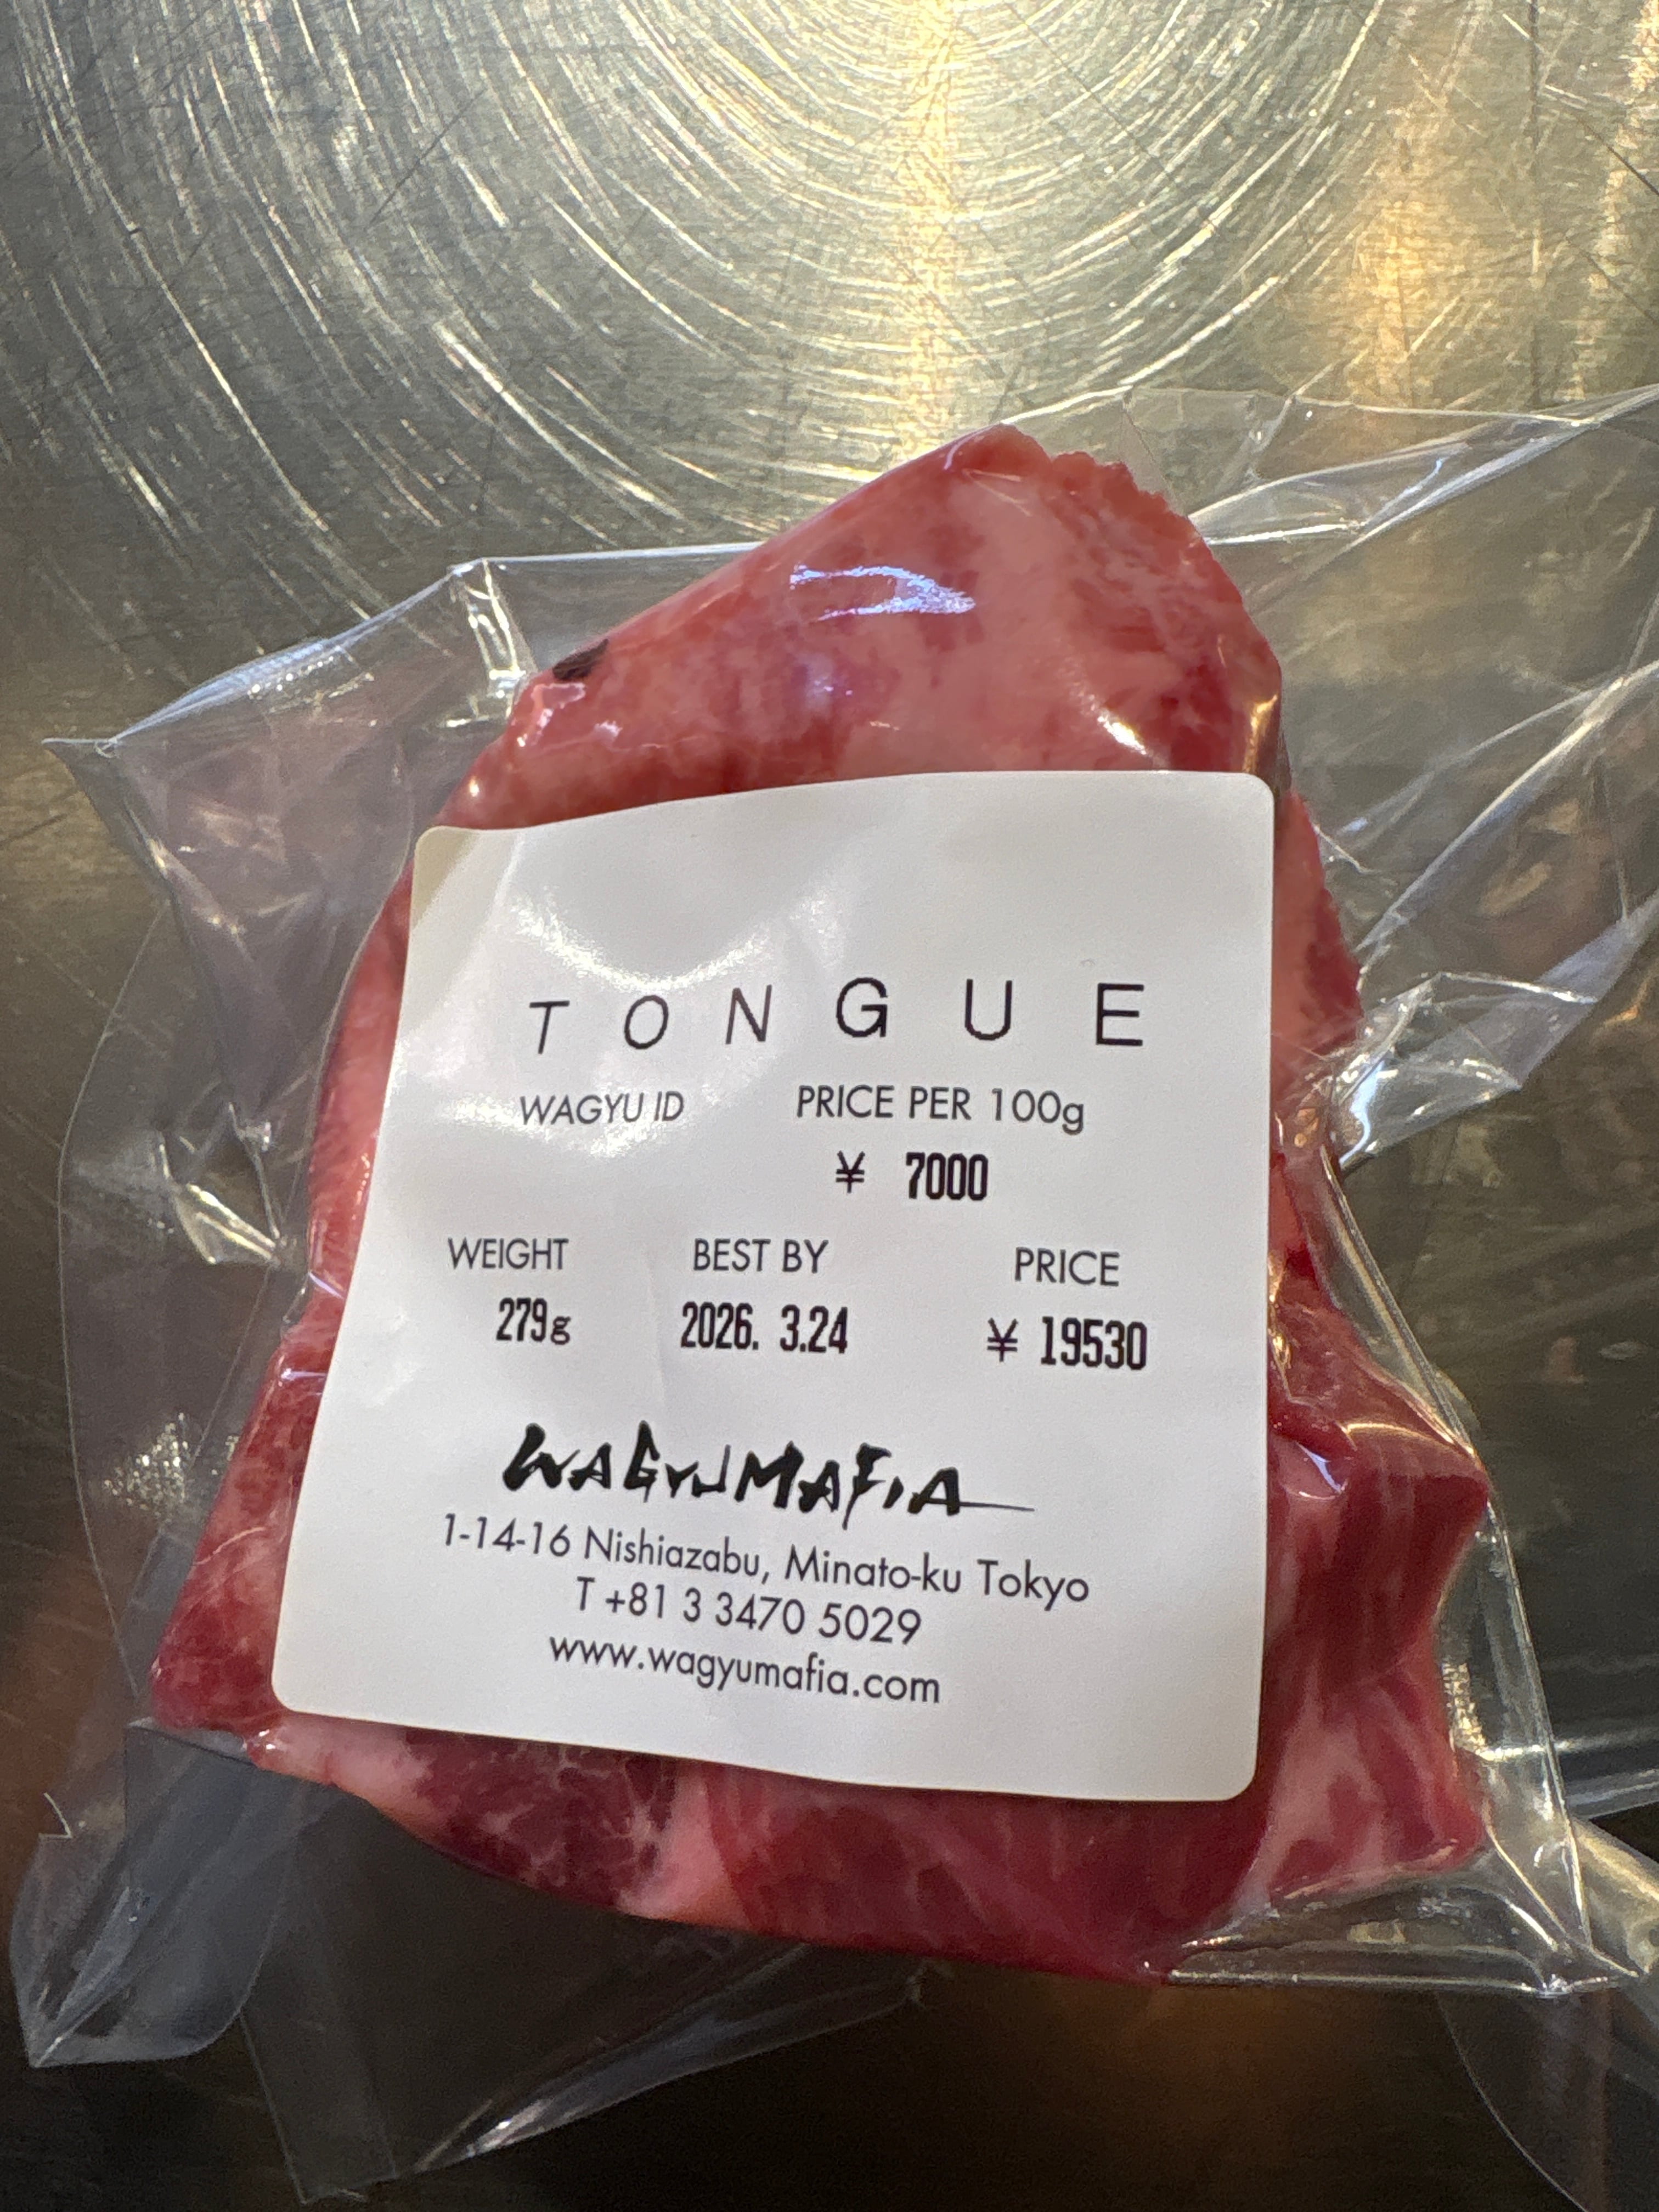 TONGUE
WAGYU ID PRICE PER 100g
¥ 7000
WEIGHT BEST BY PRICE
279g 2026. 3.24 ¥ 19530
WAGYUMAFIA
1-14-16 Nishiazabu, Minato-ku Tokyo
T +81 3 3470 5029
www.wagyumafia.com